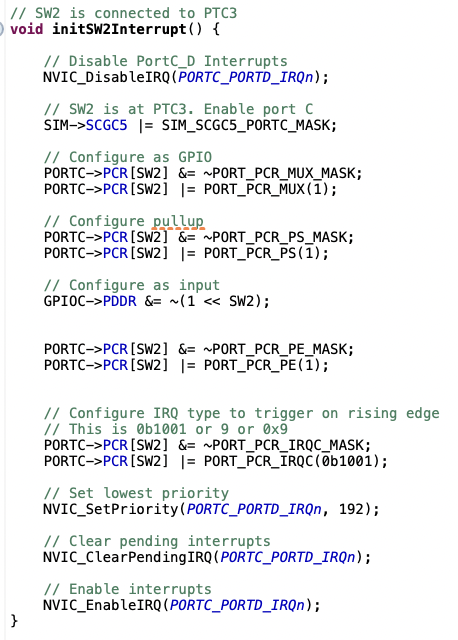 // SW2 is connected to PTC3
void initSW2Interrupt() {
// Disable PortC_D Interrupts
NVIC_DisableIRQ(PORTC_PORTD_IRQn);
// SW2 is at PTC3. Enable port C
SIM->SCGC5 |= SIM_SCGC5_PORTC_MASK;
// Configure as GPIO
PORTC->PCR[SW2] &= ~PORT_PCR_MUX_MASK;
PORTC->PCR[SW2] |= PORT_PCR_MUX(1);
// Configure pullup
PORTC->PCR[SW2] &= ~PORT_PCR_PS_MASK;
PORTC->PCR[SW2] |= PORT_PCR_PS(1);
// Configure as input
GPIOC->PDDR &= ~(1 << SW2);
PORTC->PCR[SW2] &= ~PORT_PCR_PE_MASK;
PORTC->PCR[SW2] |= PORT_PCR_PE(1);
// Configure IRQ type to trigger on rising edge
// This is 0b1001 or 9 or 0x9
PORTC->PCR[SW2] &= ~PORT_PCR_IRQC_MASK;
PORTC->PCR[SW2] |= PORT_PCR_IRQC(0b1001);
// Set lowest priority
NVIC_SetPriority(PORTC_PORTD_IRQn, 192);
// Clear pending interrupts
NVIC_ClearPendingIRQ(PORTC_PORTD_IRQn);
// Enable interrupts
NVIC_EnableIRQ(PORTC_PORTD_IRQn);
}